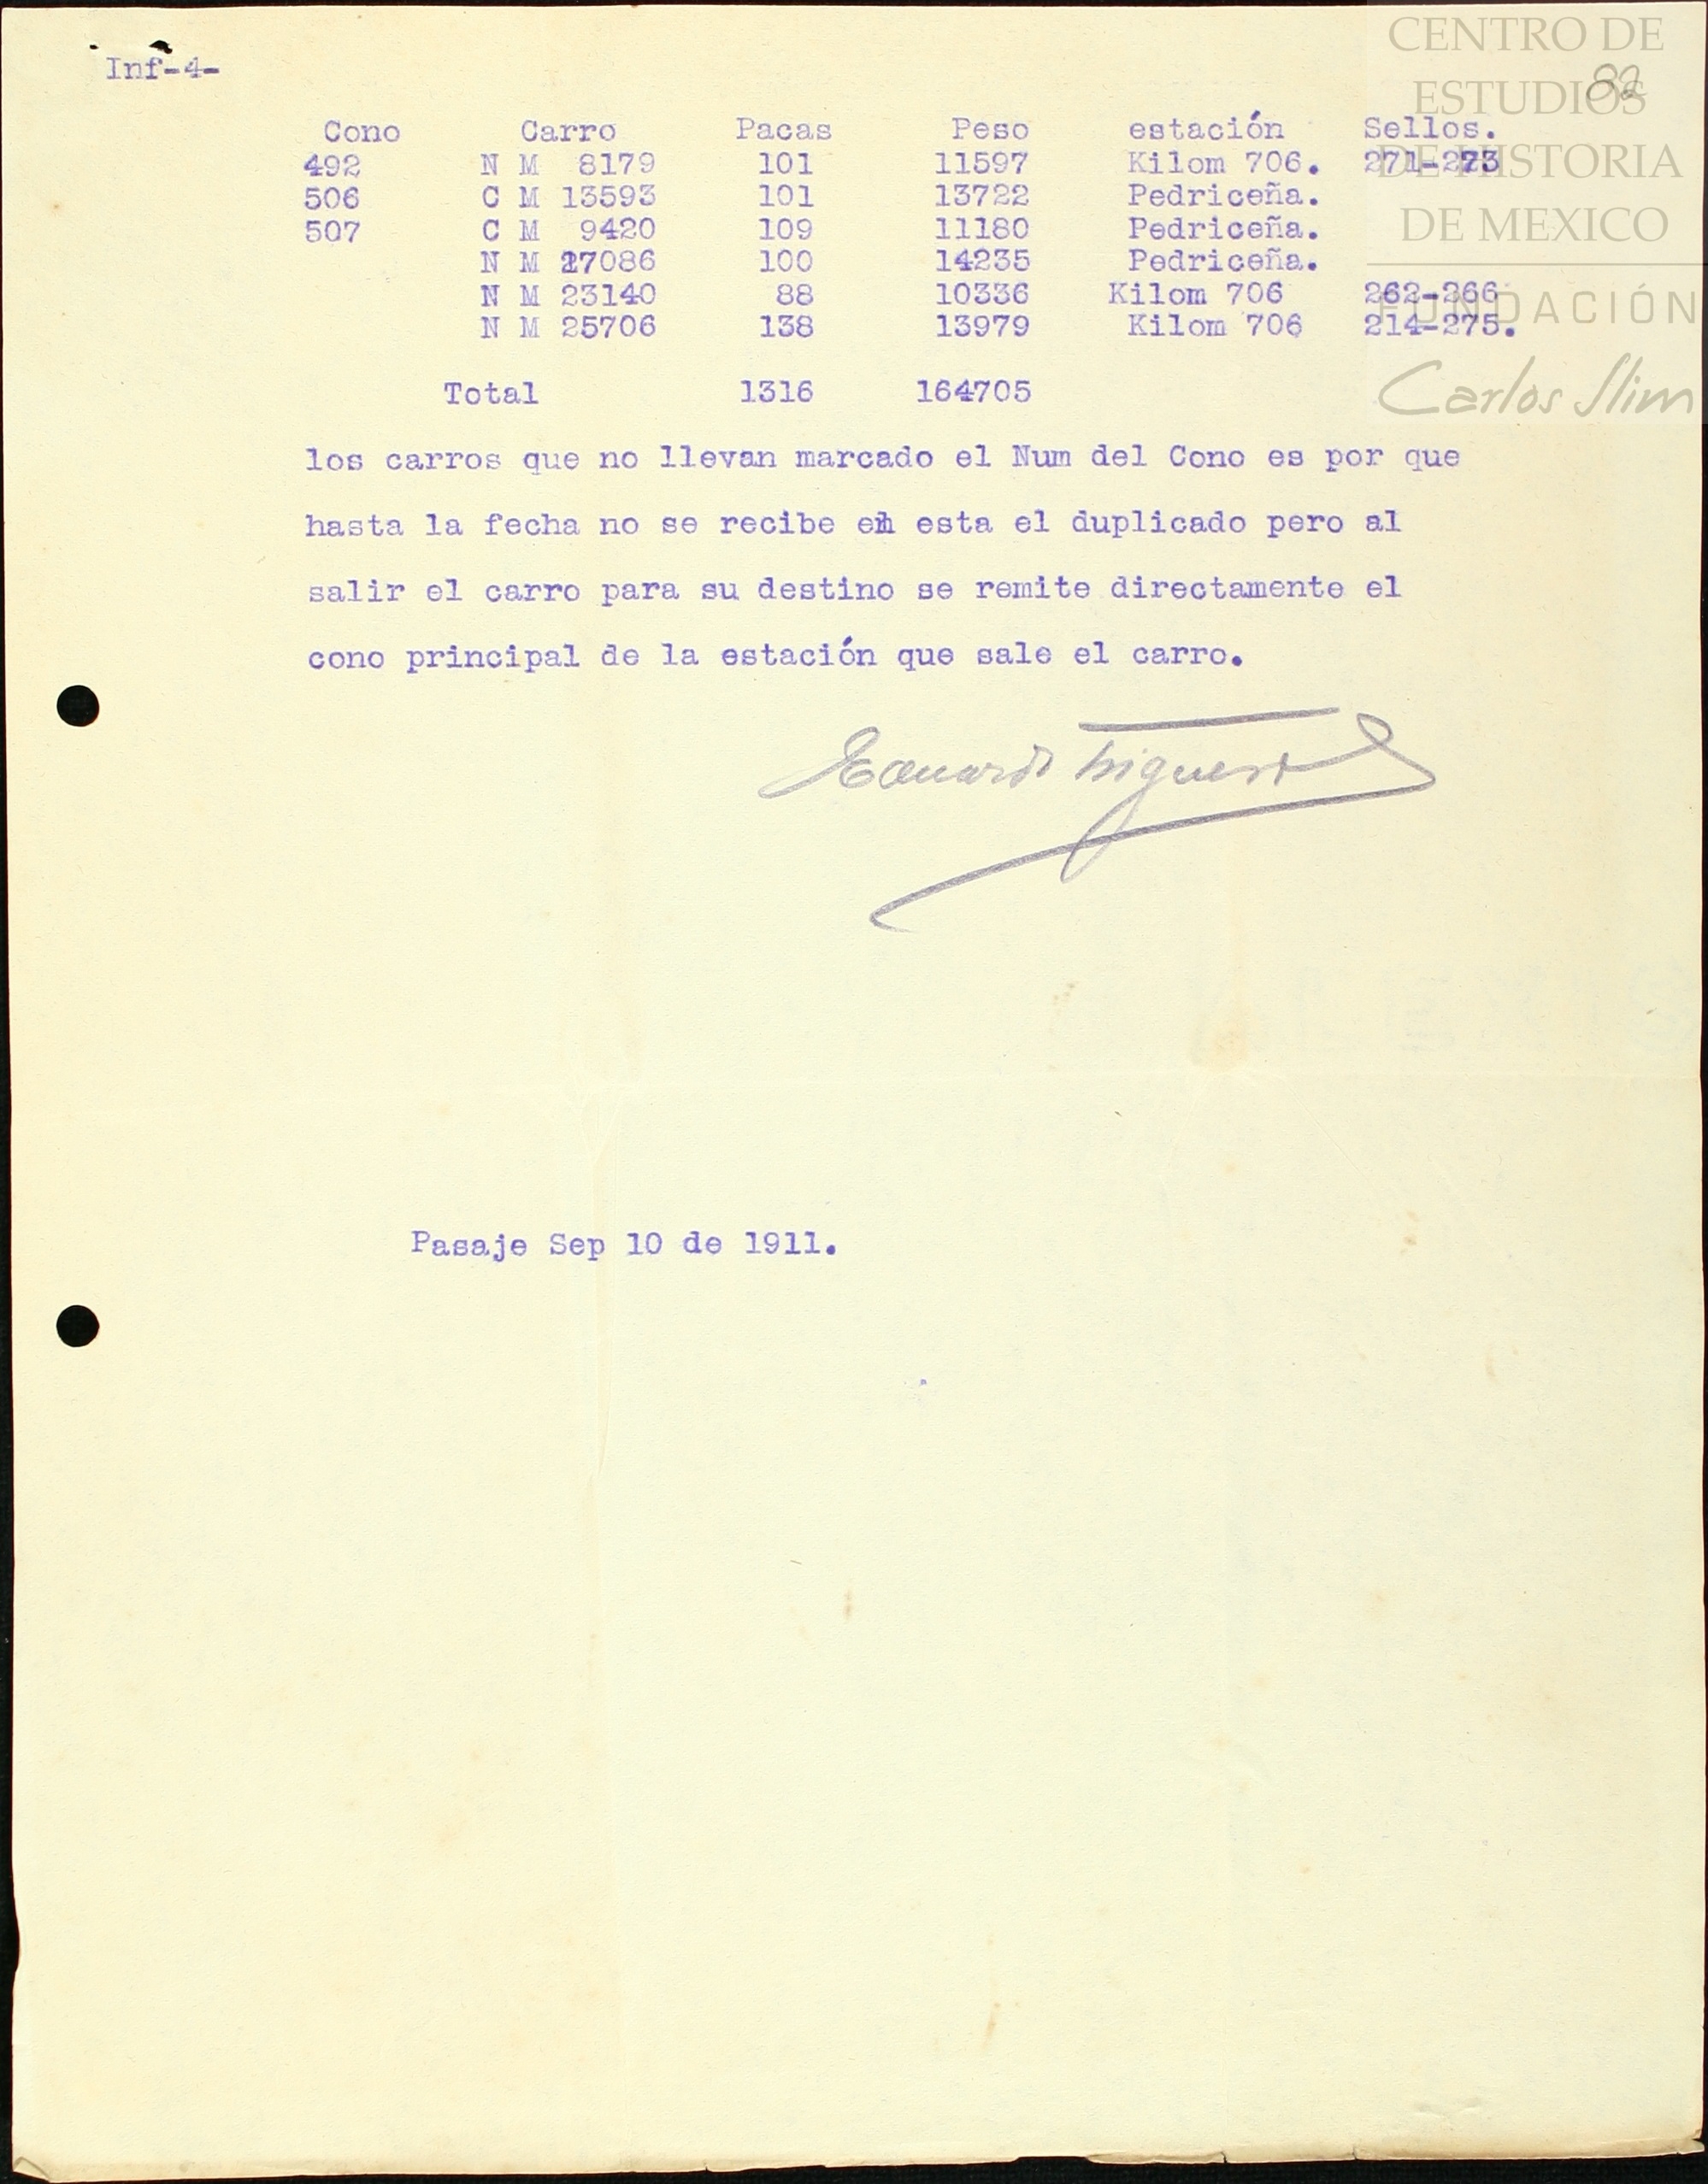 Inf-4-
82
Cono Carro Pacas Peso estación Sellos.
492 N M 8179 101 11597 Kilom 706. 271-273
506 C M 13593 101 13722 Pedriceña.
507 C M 9420 109 11180 Pedriceña.
N M 27086 100 14235 Pedriceña.
N M 23140 88 10336 Kilom 706 262-266
N M 25706 138 13979 Kilom 706 214-275.
Total 1316 164705
los carros que no llevan marcado el Num del Cono es por que
hasta la fecha no se recibe en esta el duplicado pero al
salir el carro para su destino se remite directamente el
cono principal de la estación que sale el carro.
Eduardo
Pasaje Sep 10 de 1911.
CENTRO DE
ESTUDIOS
DE HISTORIA
DE MEXICO
FUNDACIÓN
Carlos Slim